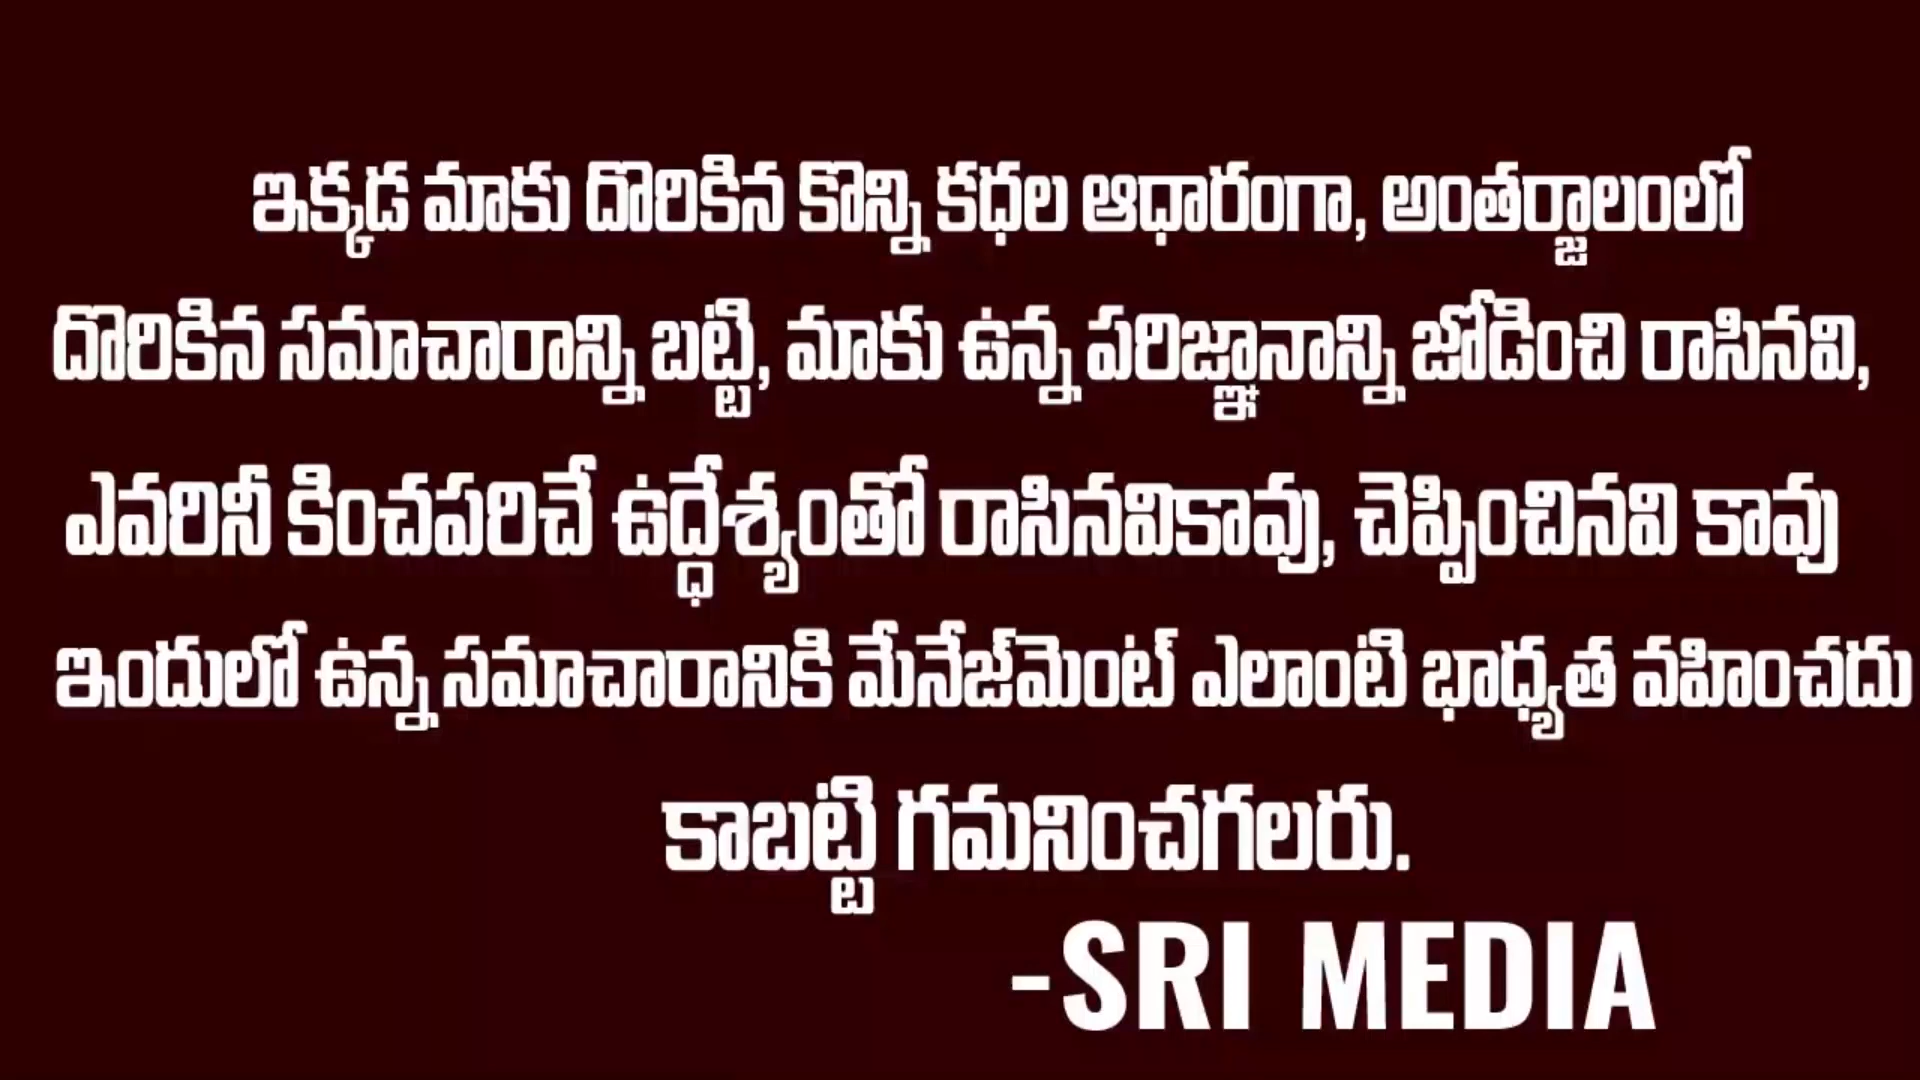 ఇక్కడ మాకు దొరికిన కొన్ని కధల ఆధారంగా, అంతర్జాలంలో
దొరికిన సమాచారాన్ని బట్టి, మాకు ఉన్న పరిజ్ఞానాన్ని జోడించి రాసినవి,
ఎవరినీ కించపరిచే ఉద్ధేశ్యంతో రాసినవికావు, చెప్పించినవి కావు
ఇందులో ఉన్న సమాచారానికి మేనేజ్‌మెంట్ ఎలాంటి భాధ్యత వహించదు
కాబట్టి గమనించగలరు.
-SRI MEDIA